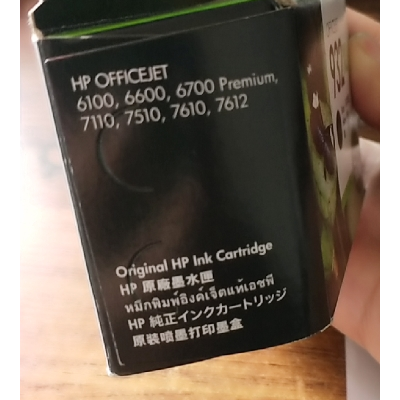 HP OFFICEJET
6100, 6600, 6700 Premium,
7110, 7510, 7610, 7612
Original HP Ink Cartridge
HP 原廠墨水匣
หมึกพิมพ์อิงค์เจ็ตแท้เอชพี
HP 純正インクカートリッジ
原装喷墨打印墨盒
932